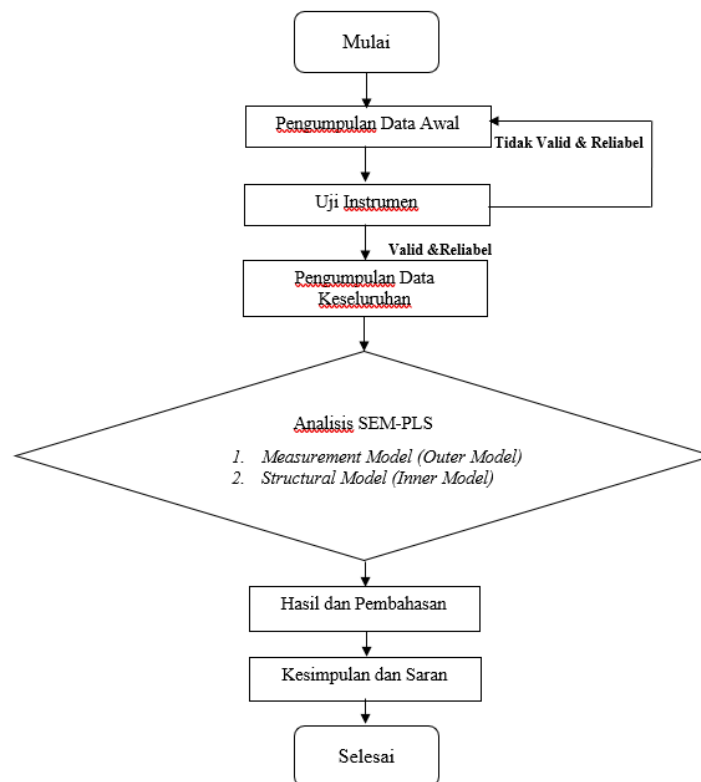 Mulai
Pengumpulan Data Awal
Tidak Valid & Reliabel
Uji Instrumen
Valid &Reliabel
Pengumpulan Data
Keseluruhan
Analisis SEM-PLS
1. Measurement Model (Outer Model)
2. Structural Model (Inner Model)
Hasil dan Pembahasan
Kesimpulan dan Saran
Selesai